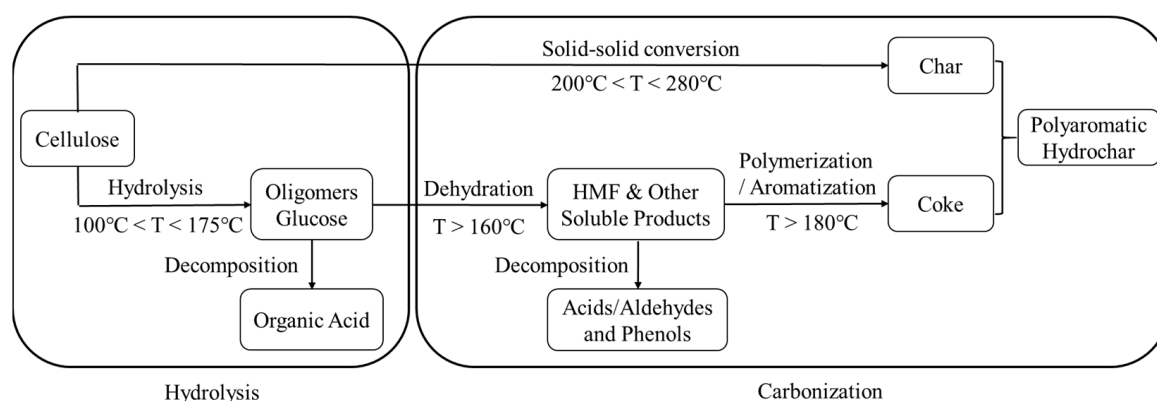 Solid-solid conversion
200℃ < T < 280℃
Char
Cellulose
Polyaromatic
Hydrochar
Hydrolysis
100℃ < T < 175℃
Oligomers
Glucose
Dehydration
T > 160℃
HMF & Other
Soluble Products
Polymerization
/ Aromatization
T > 180℃
Coke
Decomposition
Organic Acid
Decomposition
Acids/Aldehydes
and Phenols
Hydrolysis
Carbonization